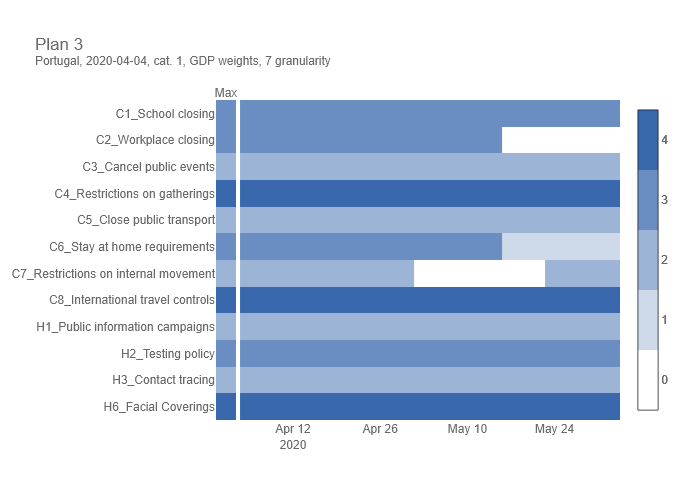 Plan 3
Portugal, 2020-04-04, cat. 1, GDP weights, 7 granularity
Max
C1_School closing
C2_Workplace closing
C3_Cancel public events
C4_Restrictions on gatherings
C5_Close public transport
C6_Stay at home requirements
C7_Restrictions on internal movement
C8_International travel controls
H1_Public information campaigns
H2_Testing policy
H3_Contact tracing
H6_Facial Coverings
Apr 12 Apr 26 May 10 May 24
2020
4
3
2
1
0